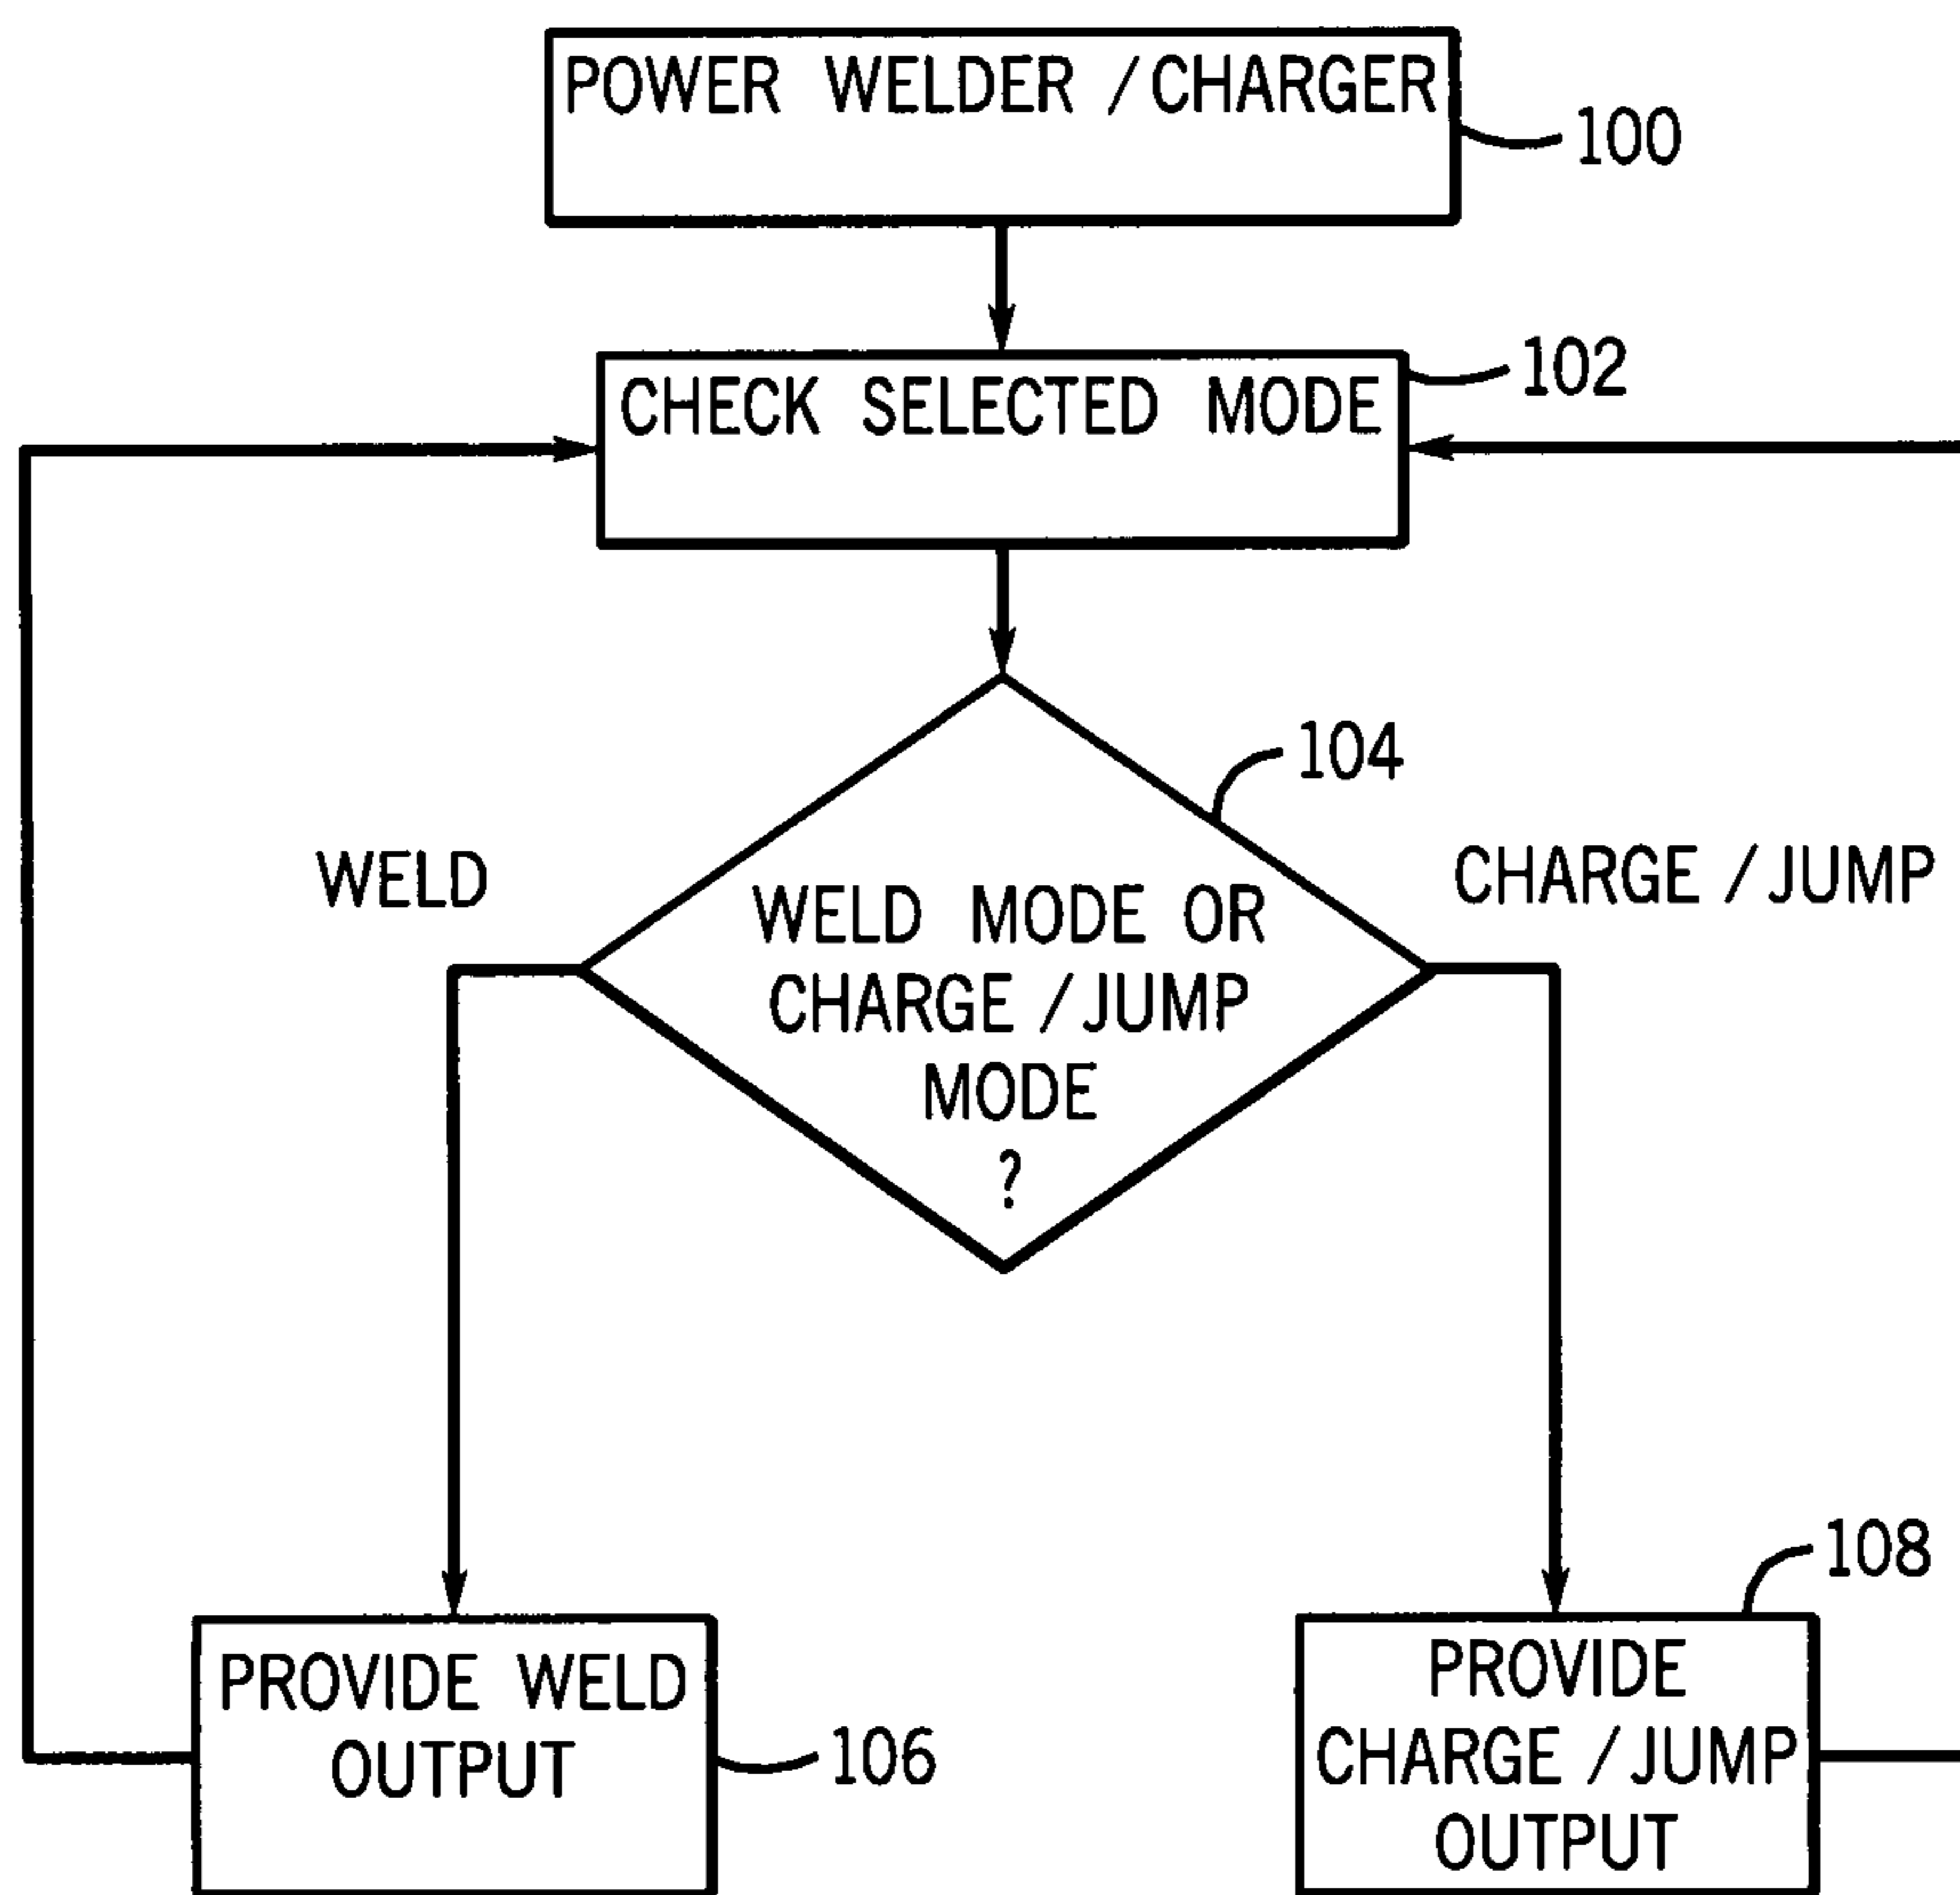 POWER WELDER /CHARGER
100
CHECK SELECTED MODE
102
104
WELD
CHARGE /JUMP
WELD MODE OR
CHARGE /JUMP
MODE
?
108
PROVIDE WELD
OUTPUT
106
PROVIDE
CHARGE /JUMP
OUTPUT